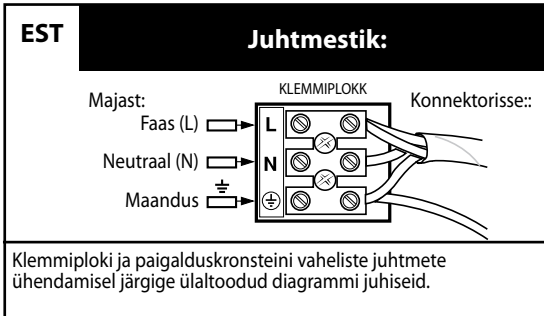 EST
Juhtmestik:
KLEMMIPLOKK
Majast:
Konnektorisse::
Faas (L)
L
Neutraal (N)
N
Maandus
Klemmiploki ja paigalduskronsteini vaheliste juhtmete
ühendamisel järgige ülaltoodud diagrammi juhiseid.